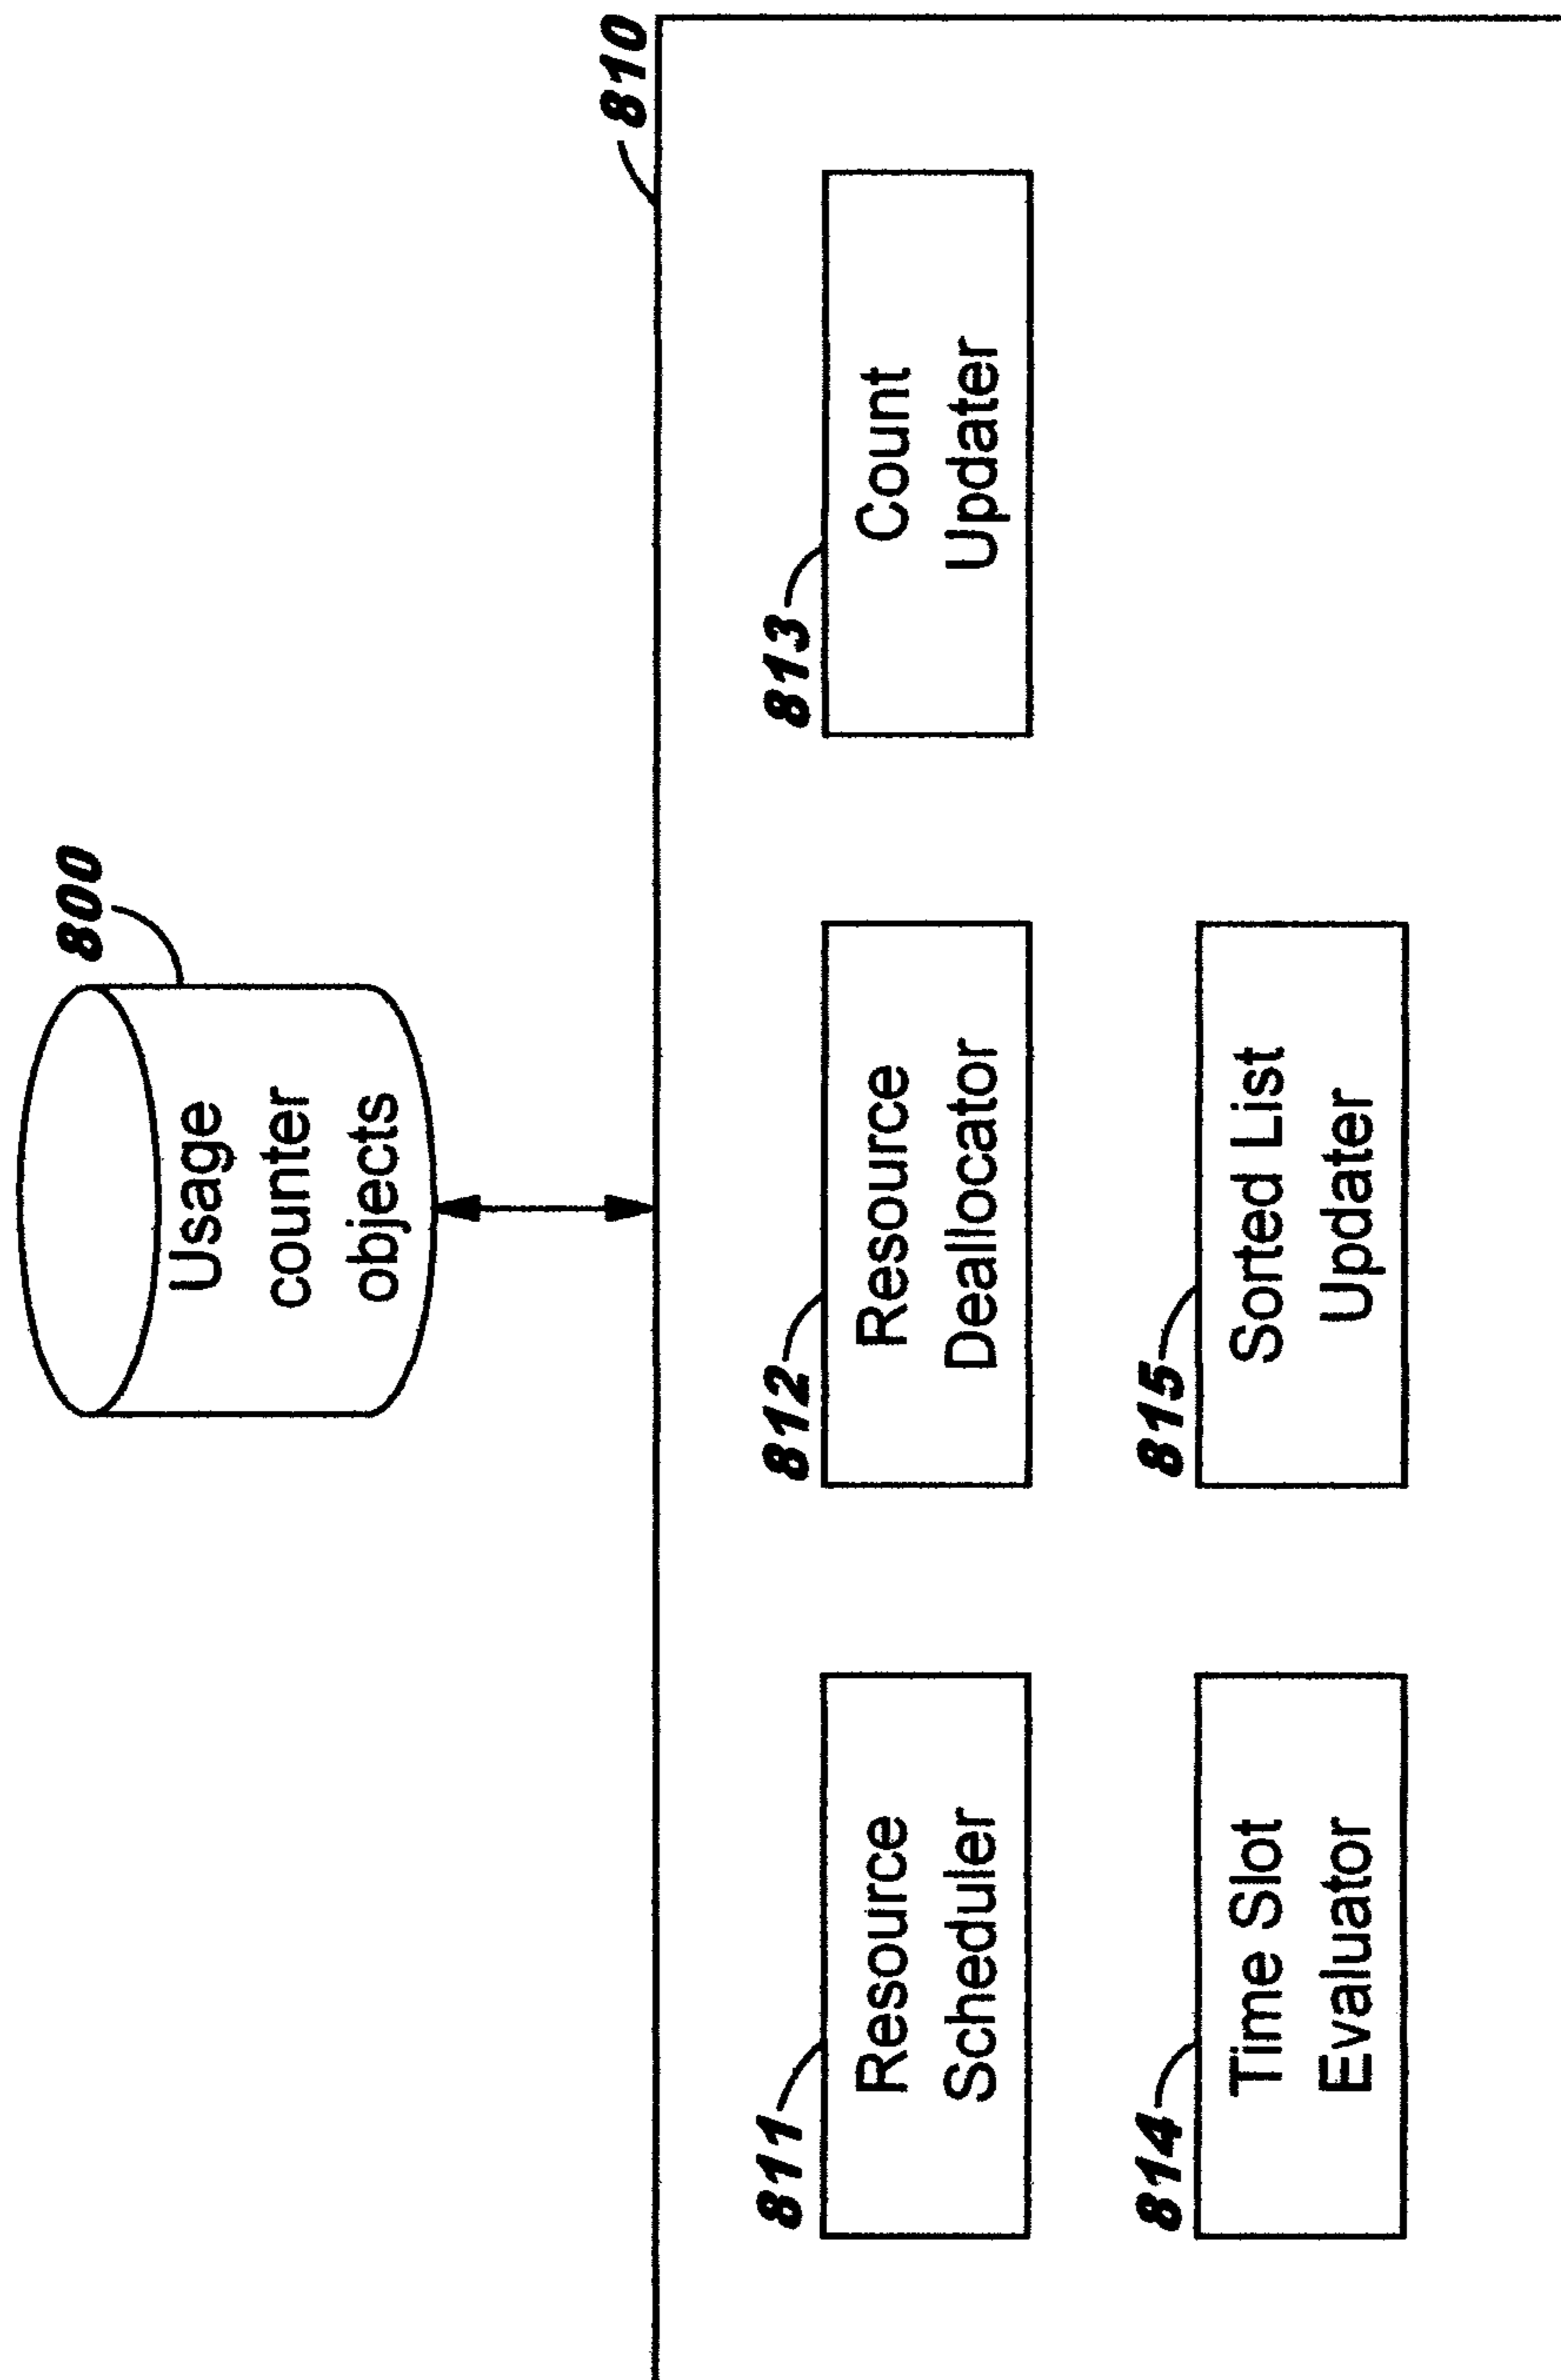 800
Usage
counter
objects
810
811
Resource
Scheduler
812
Resource
Deallocator
813
Count
Updater
814
Time Slot
Evaluator
815
Sorted List
Updater